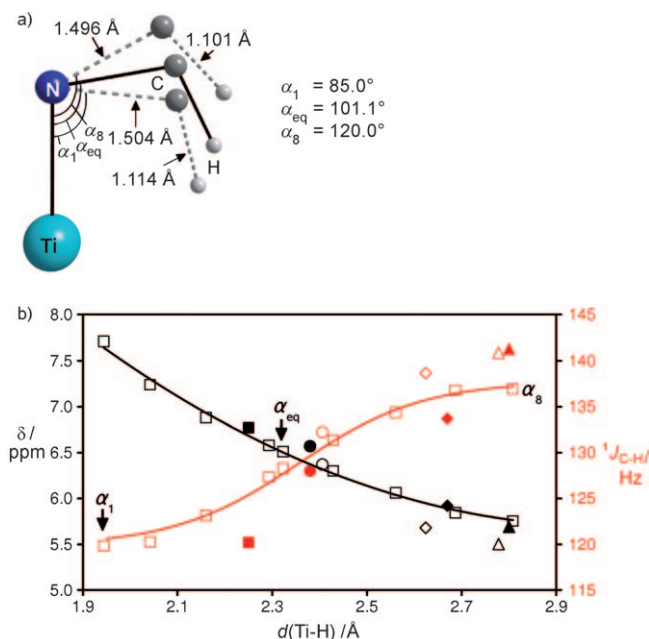 a)
1.496 Å
1.101 Å
N
C
α₁ = 85.0°
αeq = 101.1°
α₈ = 120.0°
α₈
αeq
α₁
1.504 Å
H
1.114 Å
Ti
b)
8.0
7.5
7.0
6.5
6.0
5.5
5.0
δ /
ppm
α₁
αeq
α₈
145
140
135
130
125
120
115
¹J C-H/
Hz
1.9
2.1
2.3
2.5
2.7
2.9
d(Ti-H) /Å